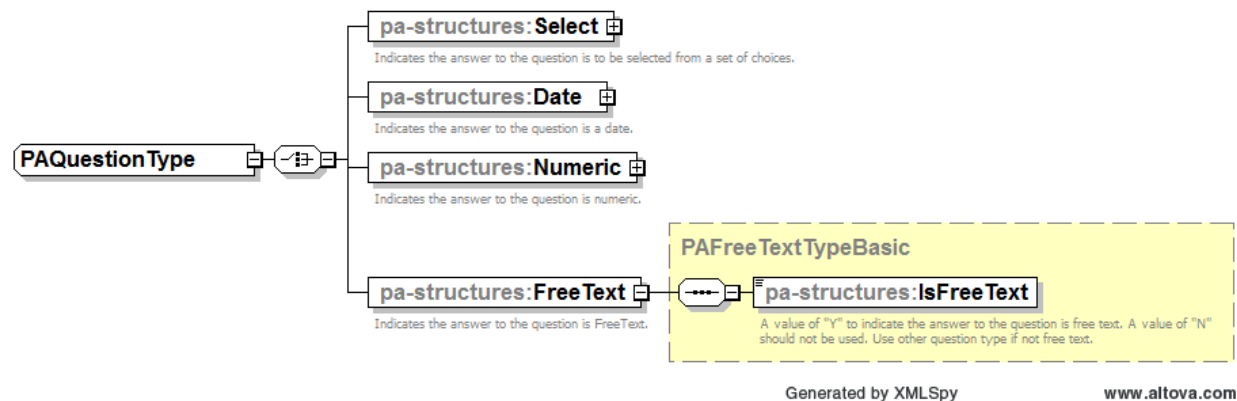 pa-structures:Select
Indicates the answer to the question is to be selected from a set of choices.
pa-structures:Date
Indicates the answer to the question is a date.
PAQuestionType
pa-structures:Numeric
Indicates the answer to the question is numeric.
PAFreeTextTypeBasic
pa-structures:FreeText
Indicates the answer to the question is FreeText.
pa-structures:IsFreeText
A value of "Y" to indicate the answer to the question is free text. A value of "N"
should not be used. Use other question type if not free text.
Generated by XMLSpy
www.altova.com